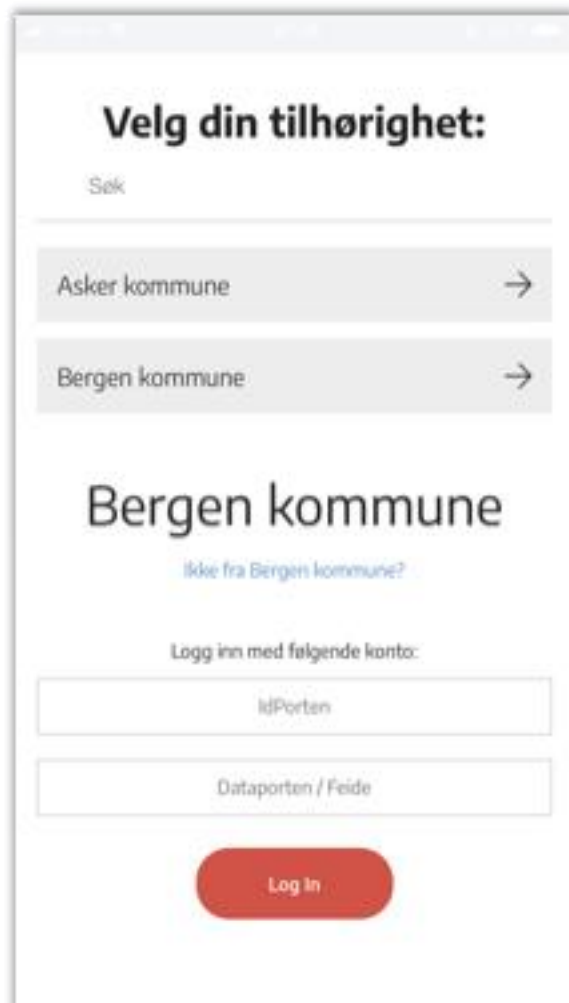 Velg din tilhørighet:
Søk
Asker kommune
Bergen kommune
Bergen kommune
Ikke fra Bergen kommune?
Logg inn med følgende konto:
IdPorten
Dataporten / Feide
Log In